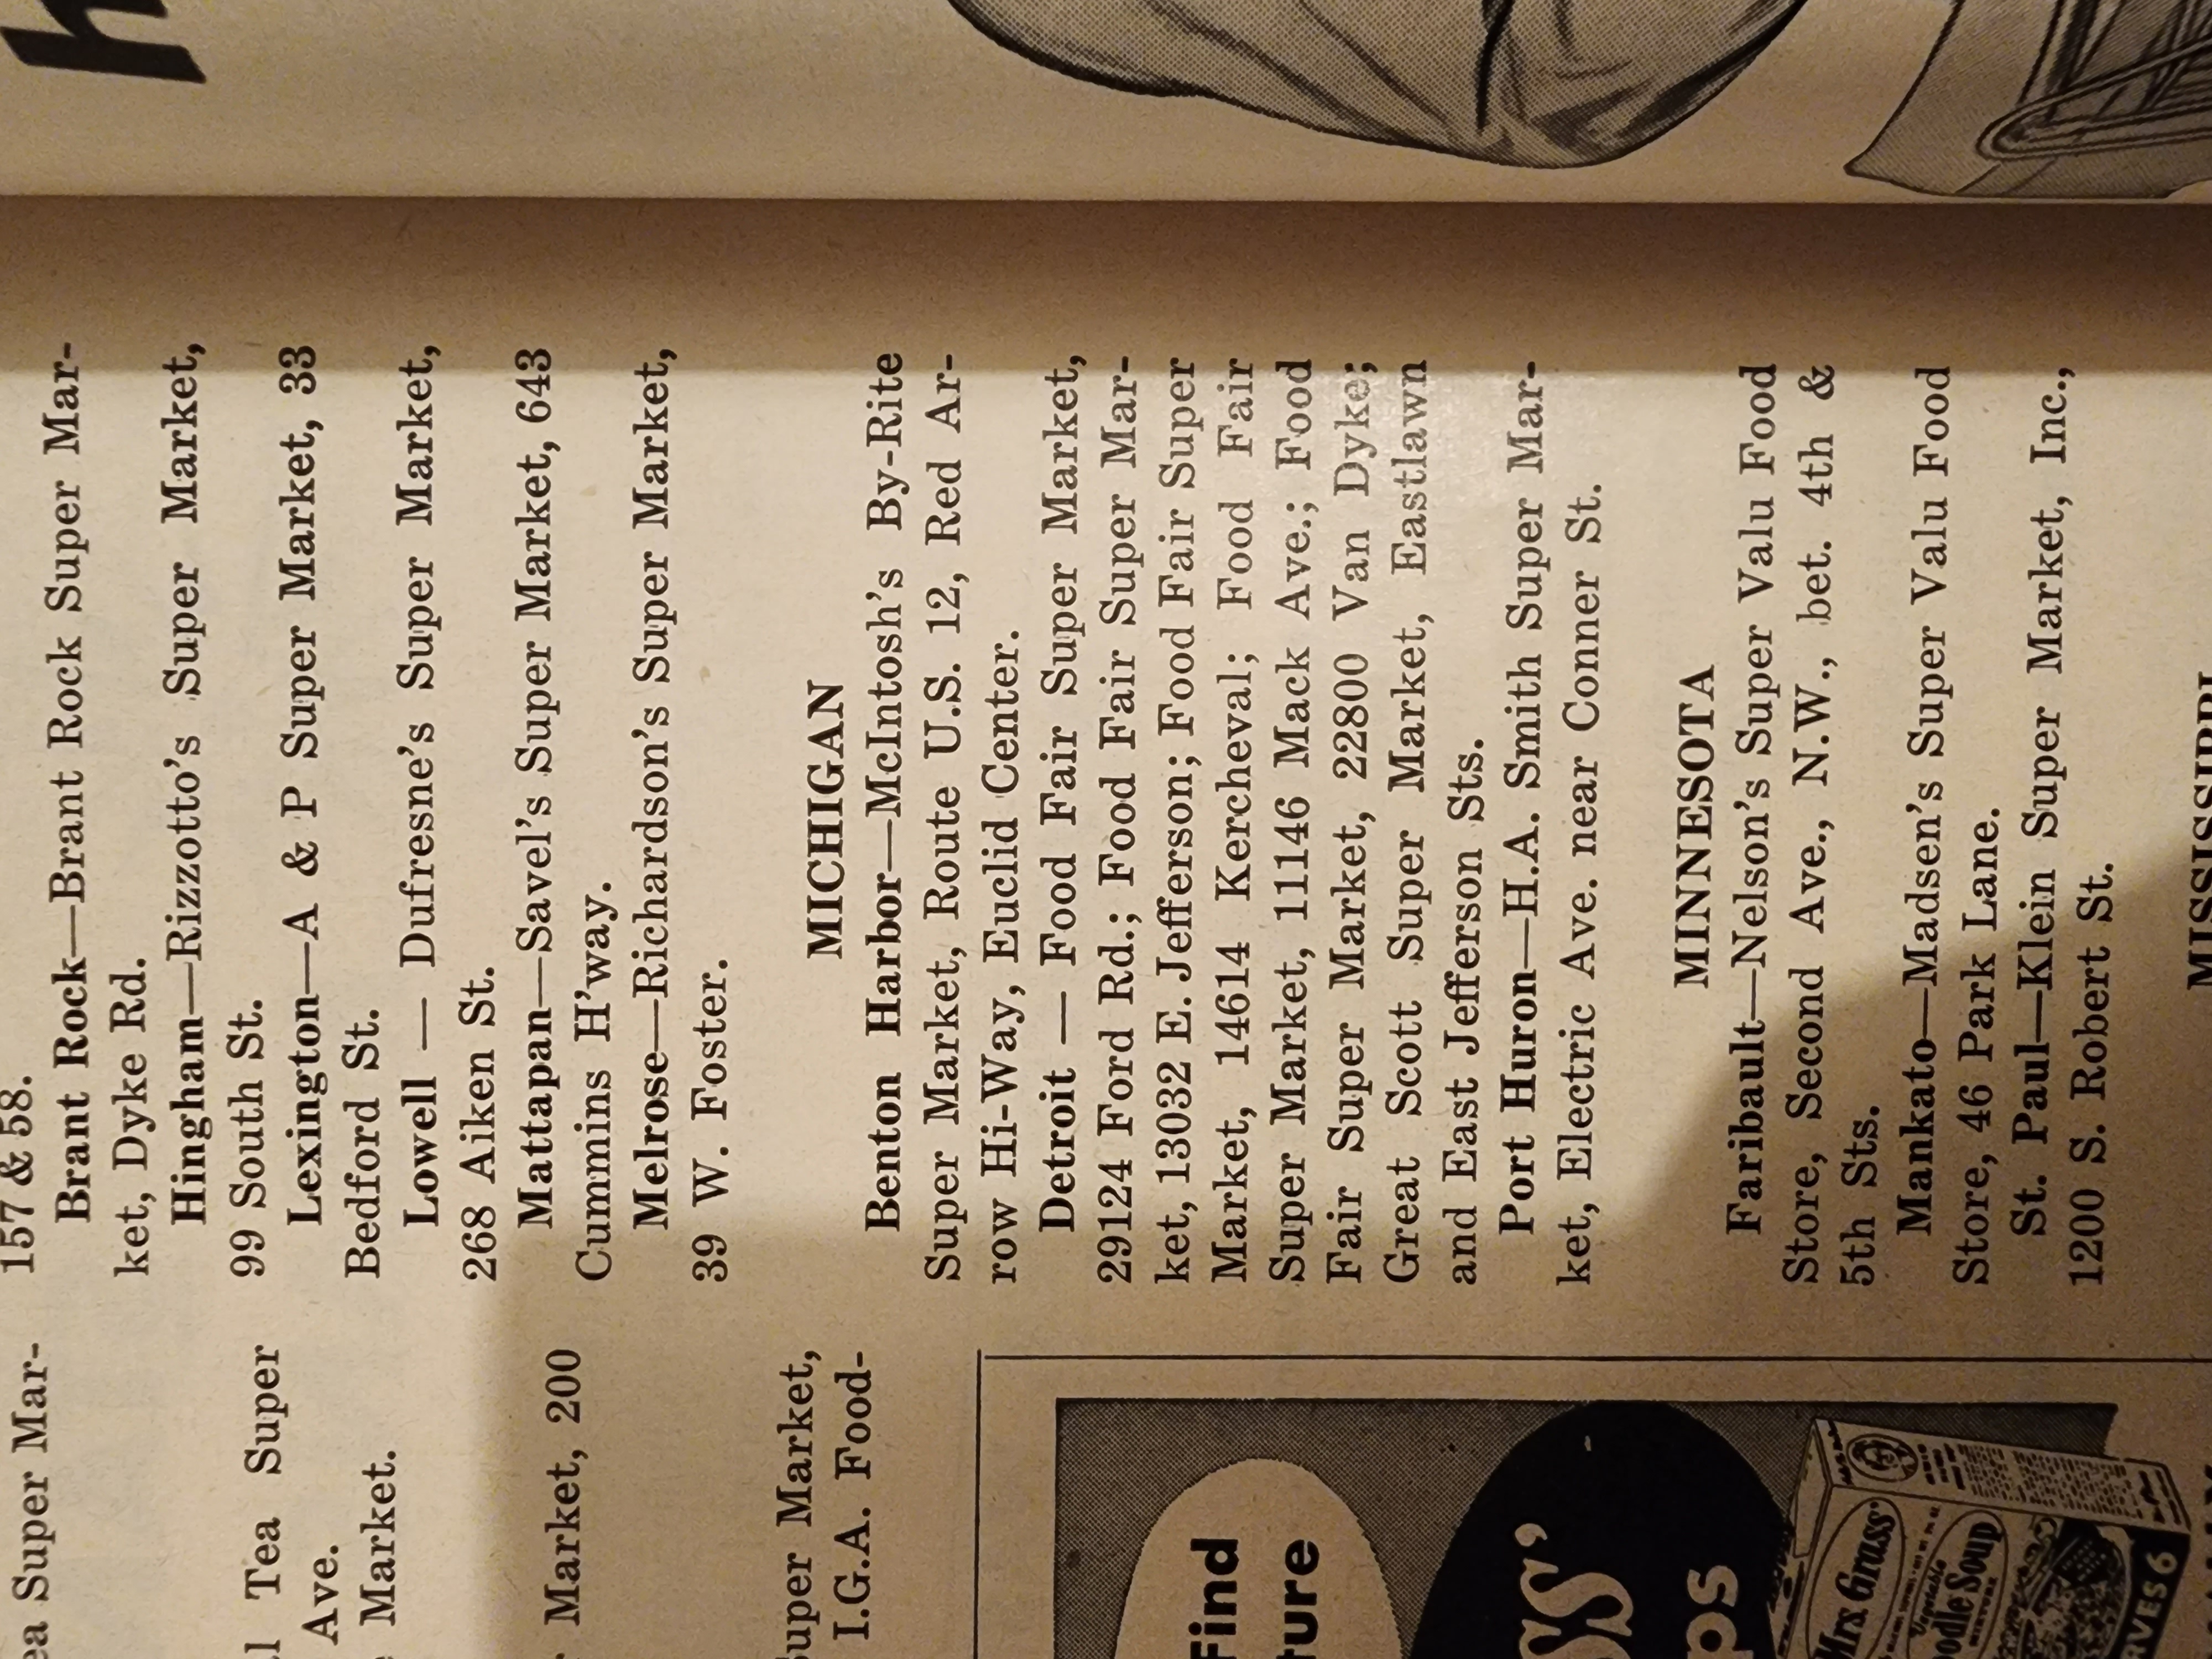 ea Super Mar-
l Tea Super
Ave.
Market.
Market, 200
Super Market,
I.G.A. Food-
Find
ture
ps
Mrs. Grass'
Vegetable
Noodle Soup
157 & 58.
Brant Rock—Brant Rock Super Mar-
ket, Dyke Rd.
Hingham—Rizzotto's Super Market,
99 South St.
Lexington—A & P Super Market, 33
Bedford St.
Lowell — Dufresne's Super Market,
268 Aiken St.
Mattapan—Savel's Super Market, 643
Cummins H'way.
Melrose—Richardson's Super Market,
39 W. Foster.
MICHIGAN
Benton Harbor—McIntosh's By-Rite
Super Market, Route U.S. 12, Red Ar-
row Hi-Way, Euclid Center.
Detroit — Food Fair Super Market,
29124 Ford Rd.; Food Fair Super Mar-
ket, 13032 E. Jefferson; Food Fair Super
Market, 14614 Kercheval; Food Fair
Super Market, 11146 Mack Ave.; Food
Fair Super Market, 22800 Van Dyke;
Great Scott Super Market, Eastlawn
and East Jefferson Sts.
Port Huron—H.A. Smith Super Mar-
ket, Electric Ave. near Conner St.
MINNESOTA
Faribault—Nelson's Super Valu Food
Store, Second Ave., N.W., bet. 4th &
5th Sts.
Mankato—Madsen's Super Valu Food
Store, 46 Park Lane.
St. Paul—Klein Super Market, Inc.,
1200 S. Robert St.
MISSISSIPPI